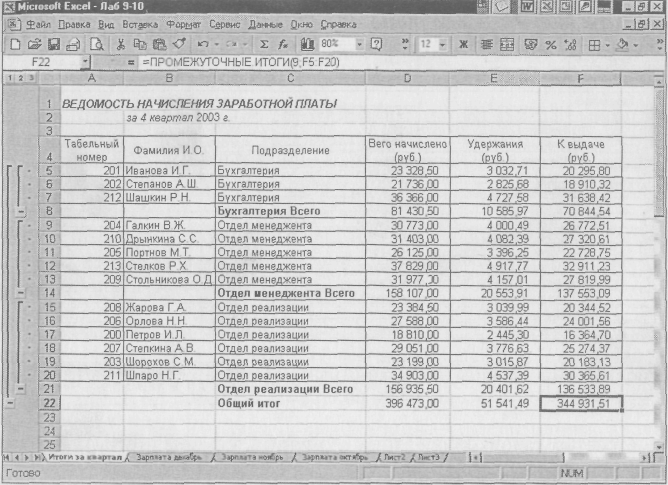 Microsoft Excel - Лаб 9-10
Файл Правка Вид Вставка Формат Сервис Данные Окно Справка
80% 12 Ж
F22 = =ПРОМЕЖУТОЧНЫЕ.ИТОГИ(9;F5:F20)
1 2 3 A B C D E F
1 ВЕДОМОСТЬ НАЧИСЛЕНИЯ ЗАРАБОТНОЙ ПЛАТЫ
2 за 4 квартал 2003 г.
3
4 Табельный номер Фамилия И.О. Подразделение Вего начислено (руб.) Удержания (руб.) К выдаче (руб.)
5 201 Иванова И.Г. Бухгалтерия 23 328,50 3 032,71 20 295,80
6 202 Степанов А.Ш. Бухгалтерия 21 736,00 2 825,68 18 910,32
7 212 Шашкин Р.Н. Бухгалтерия 36 366,00 4 727,58 31 638,42
8 Бухгалтерия Всего 81 430,50 10 585,97 70 844,54
9 204 Галкин В.Ж. Отдел менеджента 30 773,00 4 000,49 26 772,51
10 210 Дрынкина С.С. Отдел менеджента 31 403,00 4 082,39 27 320,61
11 205 Портнов М.Т. Отдел менеджента 26 125,00 3 396,25 22 728,75
12 213 Стелков Р.Х. Отдел менеджента 37 829,00 4 917,77 32 911,23
13 209 Стольникова О.Д Отдел менеджента 31 977,00 4 157,01 27 819,99
14 Отдел менеджента Всего 158 107,00 20 553,91 137 553,09
15 208 Жарова Г.А. Отдел реализации 23 384,50 3 039,99 20 344,52
16 206 Орлова Н.Н. Отдел реализации 27 588,00 3 586,44 24 001,56
17 200 Петров И.Л. Отдел реализации 18 810,00 2 445,30 16 364,70
18 207 Степкина А.В. Отдел реализации 29 051,00 3 776,63 25 274,37
19 203 Шорохов С.М. Отдел реализации 23 199,00 3 015,87 20 183,13
20 211 Шпаро Н.Г. Отдел реализации 34 903,00 4 537,39 30 365,61
21 Отдел реализации Всего 156 935,50 20 401,62 136 533,89
22 Общий итог 396 473,00 51 541,49 344 931,51
23
24
25
Итоги за квартал Зарплата декабрь Зарплата ноябрь Зарплата октябрь Лист2 Лист3
Готово NUM